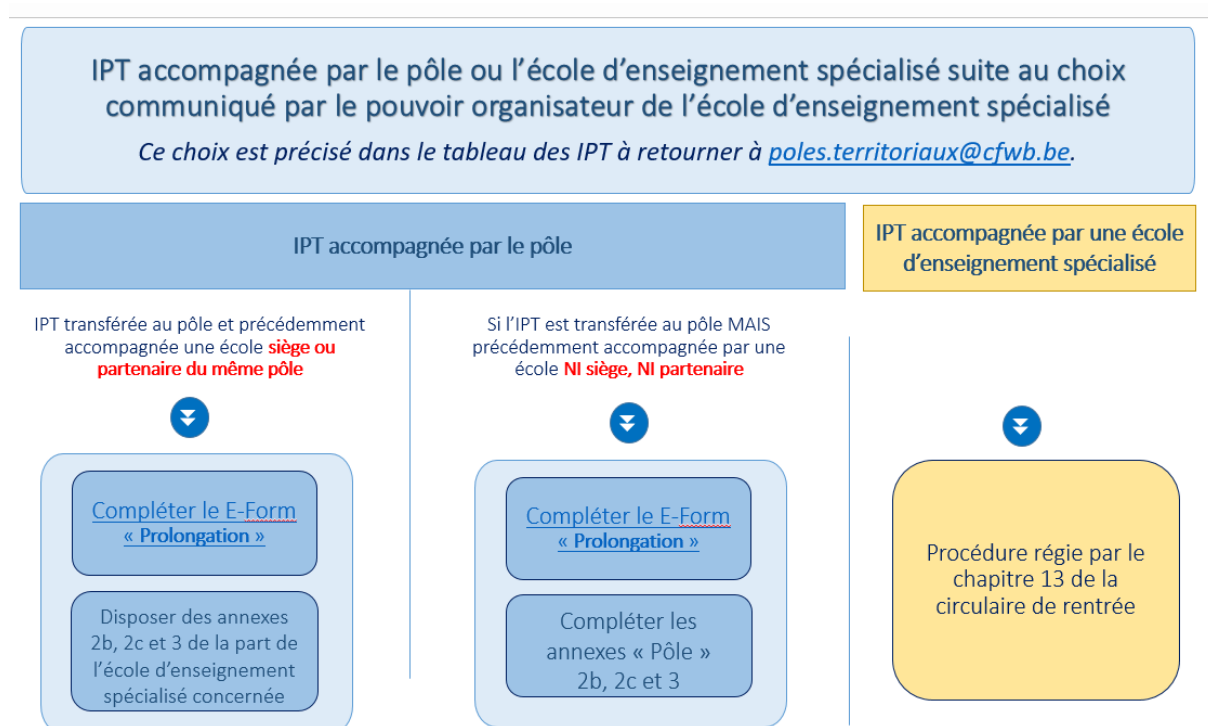 IPT accompagnée par le pôle ou l’école d’enseignement spécialisé suite au choix
communiqué par le pouvoir organisateur de l’école d’enseignement spécialisé
Ce choix est précisé dans le tableau des IPT à retourner à poles.territoriaux@cfwb.be.
IPT accompagnée par le pôle
IPT accompagnée par une école
d’enseignement spécialisé
IPT transférée au pôle et précédemment
accompagnée une école siège ou
partenaire du même pôle
Si l’IPT est transférée au pôle MAIS
précédemment accompagnée par une
école NI siège, NI partenaire
Compléter le E-Form
« Prolongation »
Disposer des annexes
2b, 2c et 3 de la part de
l’école d’enseignement
spécialisé concernée
Compléter le E-Form
« Prolongation »
Compléter les
annexes « Pôle »
2b, 2c et 3
Procédure régie par le
chapitre 13 de la
circulaire de rentrée